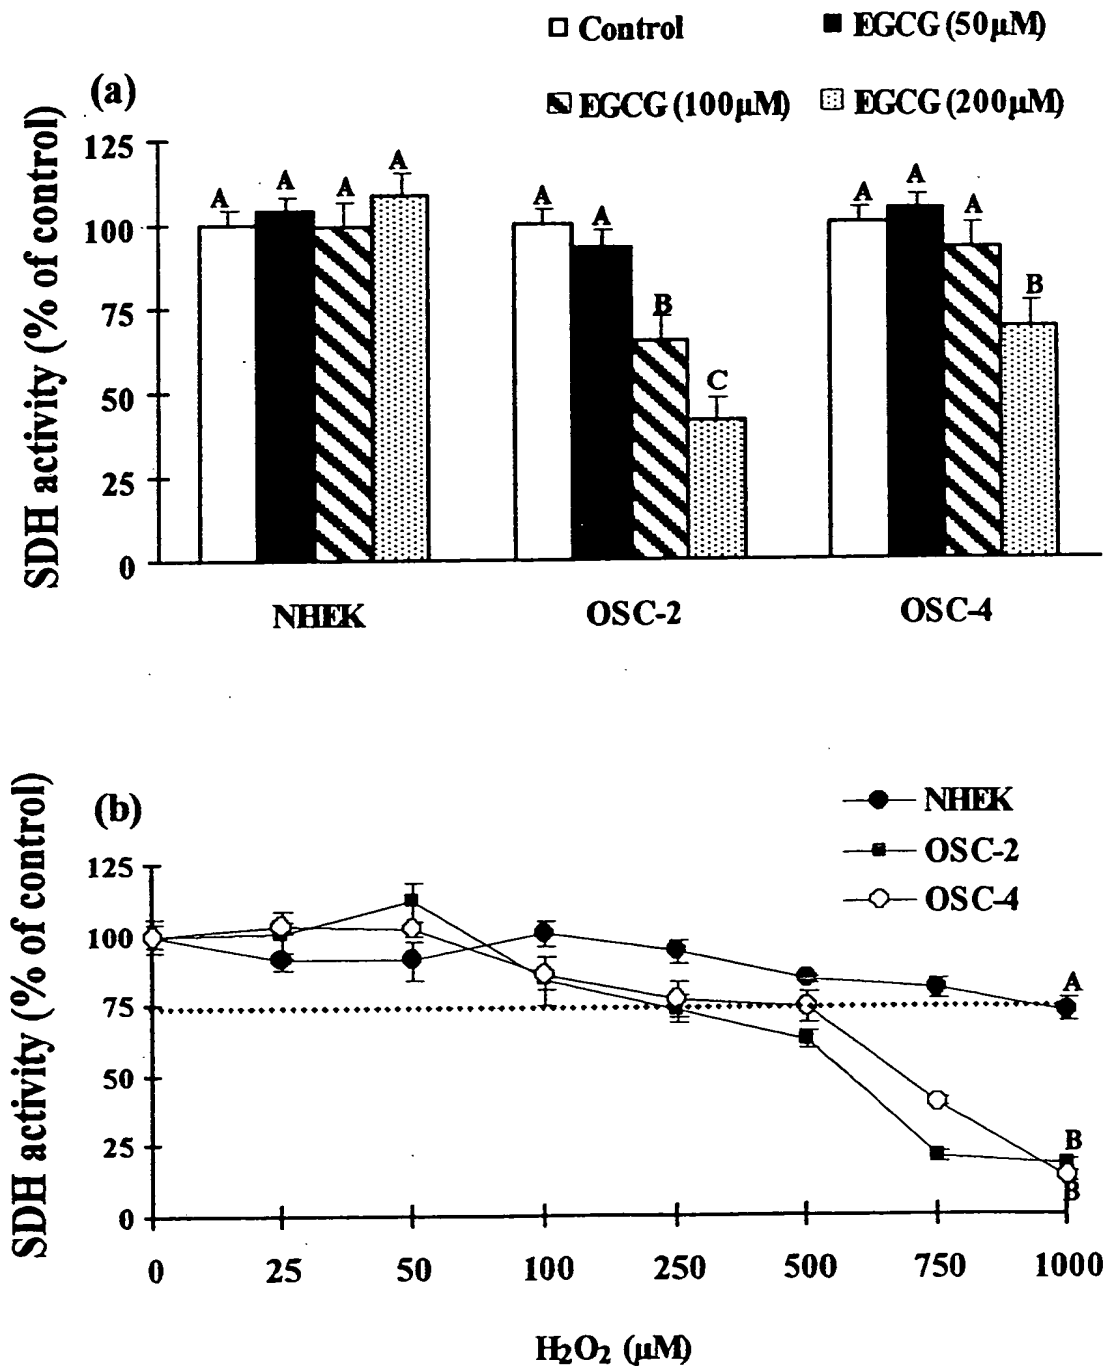 □ Control ■ EGCG (50µM)
(a)
EGCG (100µM) EGCG (200µM)
SDH activity (% of control)
125
100
75
50
25
0
A A A A
A A B C
A A A B
NHEK OSC-2 OSC-4
(b)
NHEK
OSC-2
OSC-4
SDH activity (% of control)
125
100
75
50
25
0
A
B
B
0 25 50 100 250 500 750 1000
H₂O₂ (µM)